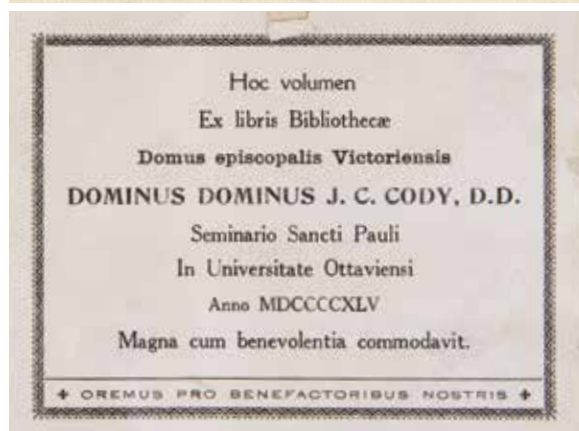 Hoc volumen
Ex libris Bibliothecæ
Domus episcopalis Victoriensis
DOMINUS DOMINUS J. C. CODY, D.D.
Seminario Sancti Pauli
In Universitate Ottaviensi
Anno MDCCCCXLV
Magna cum benevolentia commodavit.
✚ OREMUS PRO BENEFACTORIBUS NOSTRIS ✚